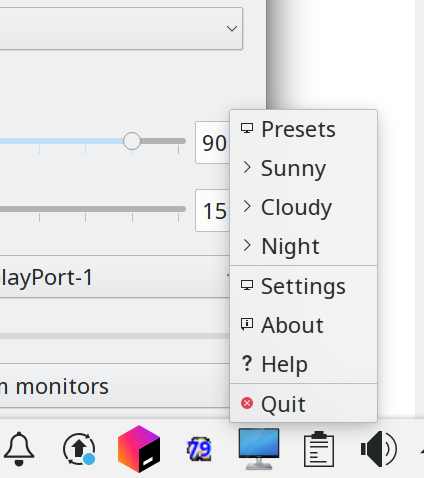 90
Presets
Sunny
15
Cloudy
Night
layPort-1
Settings
About
Help
m monitors
Quit
79